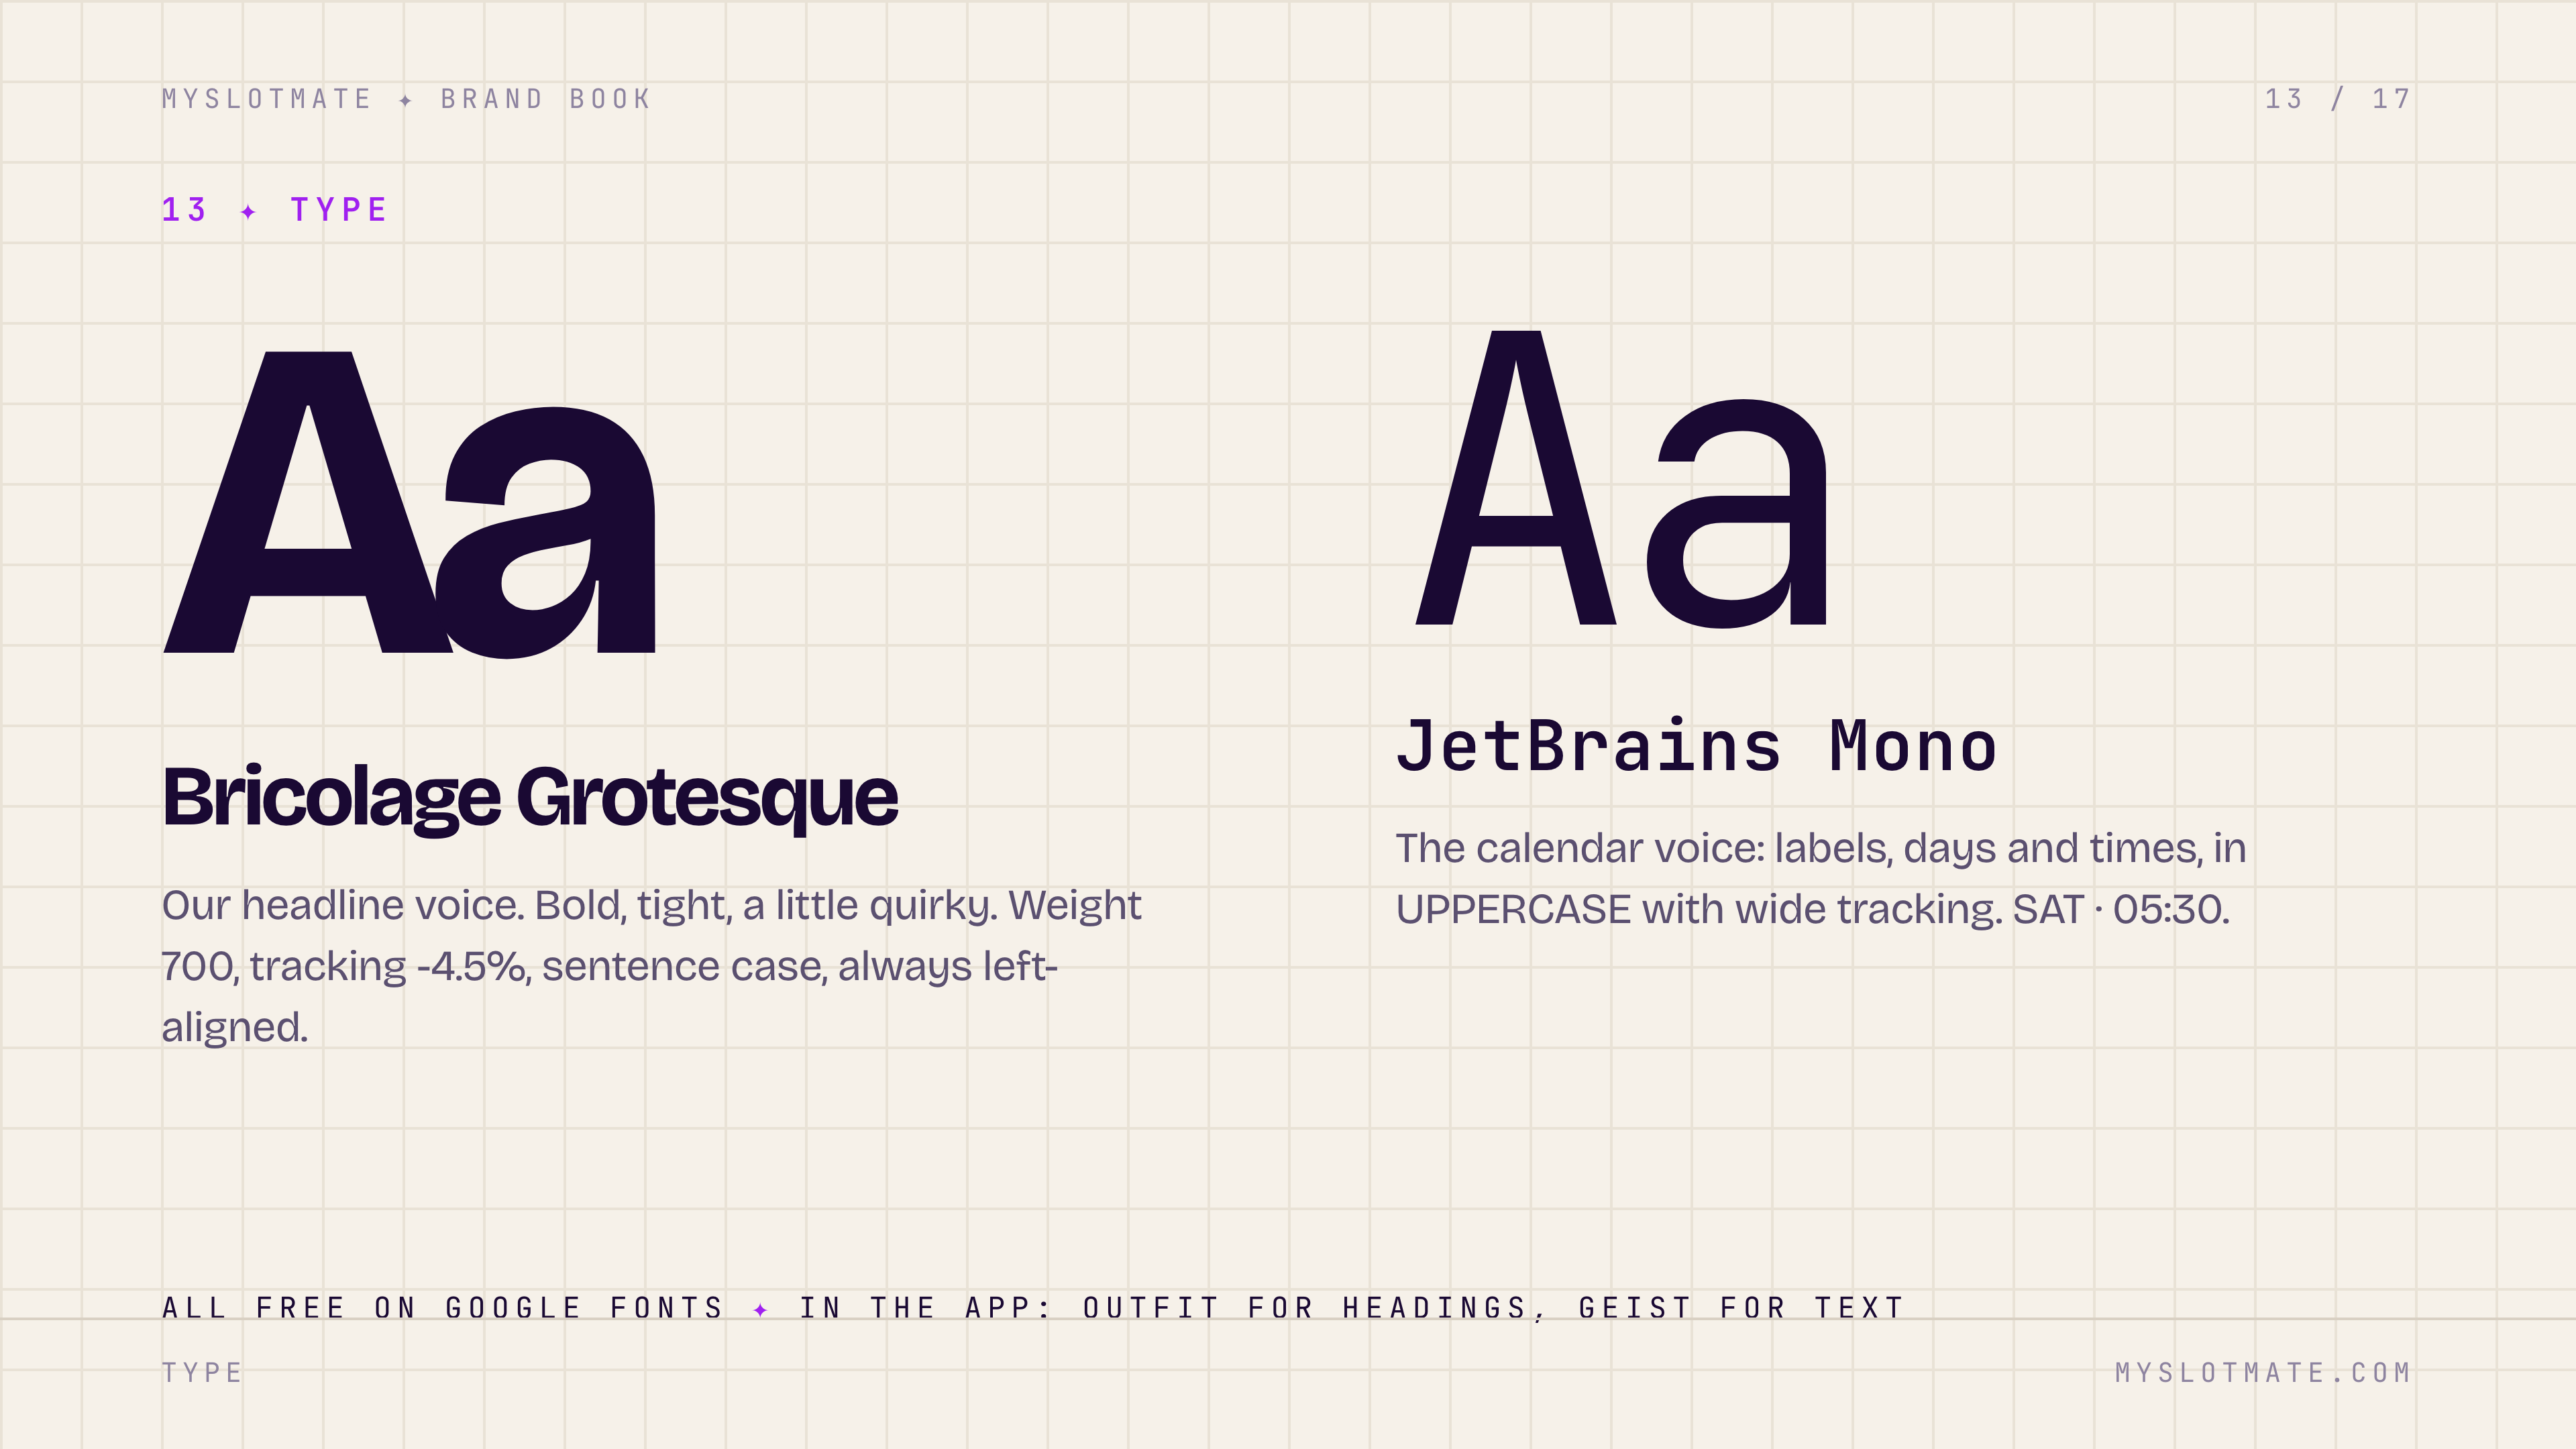 MYSLOTMATE ✦ BRAND BOOK
13 / 17
13 ✦ TYPE
Aa
Bricolage Grotesque
Our headline voice. Bold, tight, a little quirky. Weight
700, tracking -4.5%, sentence case, always left-
aligned.
Aa
JetBrains Mono
The calendar voice: labels, days and times, in
UPPERCASE with wide tracking. SAT · 05:30.
ALL FREE ON GOOGLE FONTS ✦ IN THE APP: OUTFIT FOR HEADINGS, GEIST FOR TEXT
TYPE
MYSLOTMATE.COM